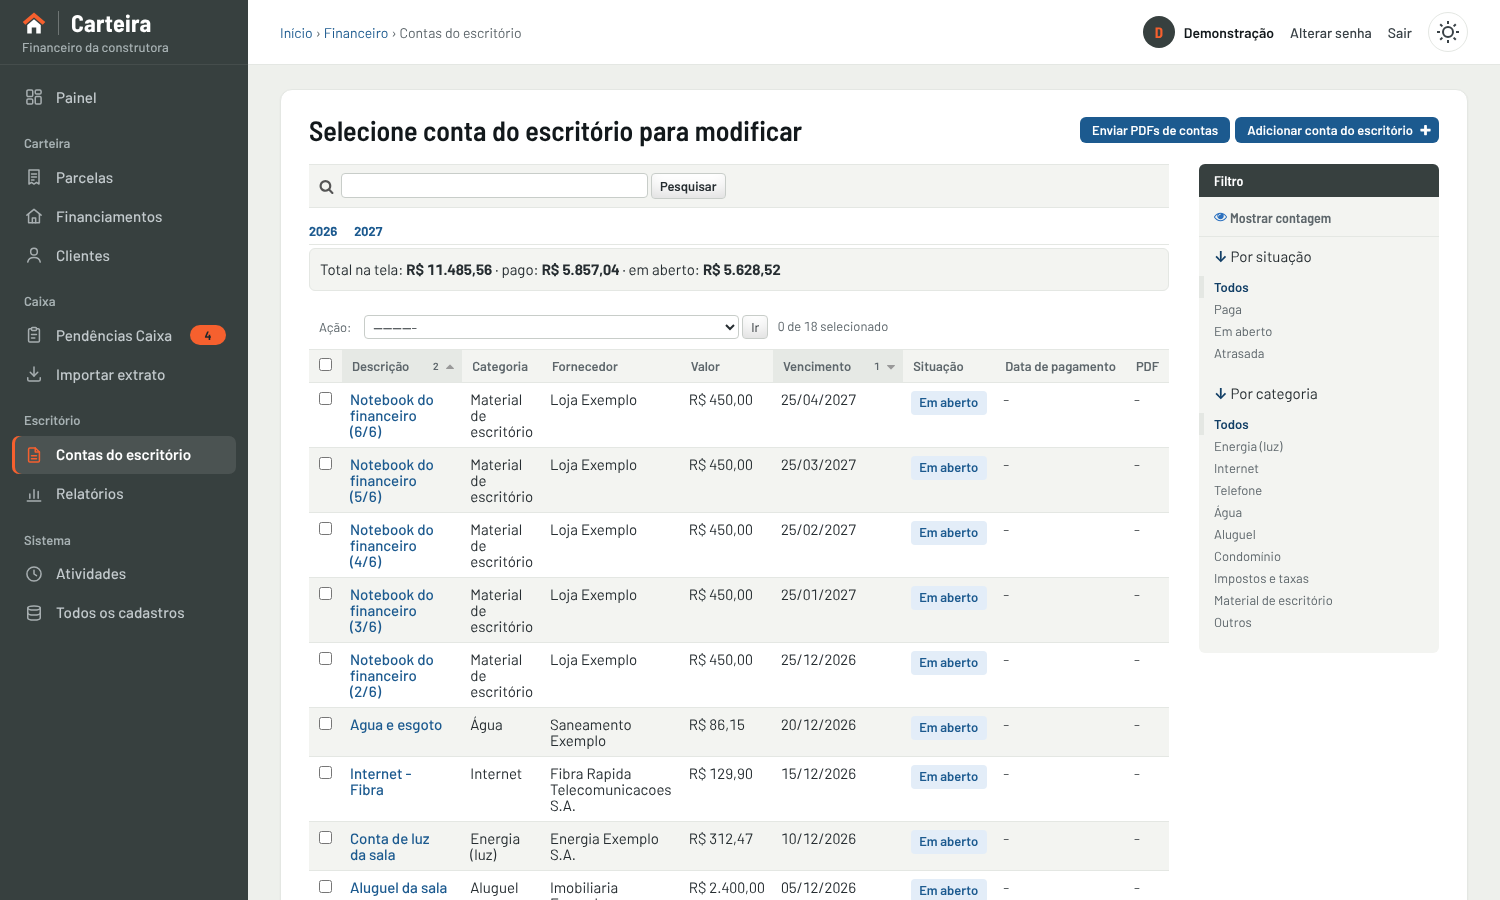 Carteira
Financeiro da construtora
Painel
Carteira
Parcelas
Financiamentos
Clientes
Caixa
Pendências Caixa 4
Importar extrato
Escritório
Contas do escritório
Relatórios
Sistema
Atividades
Todos os cadastros
Início › Financeiro › Contas do escritório
D Demonstração Alterar senha Sair
Selecione conta do escritório para modificar
Enviar PDFs de contas
Adicionar conta do escritório +
Pesquisar
2026 2027
Total na tela: R$ 11.485,56 · pago: R$ 5.857,04 · em aberto: R$ 5.628,52
Ação: ---------- Ir 0 de 18 selecionado
Descrição 2 Categoria Fornecedor Valor Vencimento 1 Situação Data de pagamento PDF
Notebook do financeiro (6/6) Material de escritório Loja Exemplo R$ 450,00 25/04/2027 Em aberto - -
Notebook do financeiro (5/6) Material de escritório Loja Exemplo R$ 450,00 25/03/2027 Em aberto - -
Notebook do financeiro (4/6) Material de escritório Loja Exemplo R$ 450,00 25/02/2027 Em aberto - -
Notebook do financeiro (3/6) Material de escritório Loja Exemplo R$ 450,00 25/01/2027 Em aberto - -
Notebook do financeiro (2/6) Material de escritório Loja Exemplo R$ 450,00 25/12/2026 Em aberto - -
Agua e esgoto Água Saneamento Exemplo R$ 86,15 20/12/2026 Em aberto - -
Internet - Fibra Internet Fibra Rapida Telecomunicacoes S.A. R$ 129,90 15/12/2026 Em aberto - -
Conta de luz da sala Energia (luz) Energia Exemplo S.A. R$ 312,47 10/12/2026 Em aberto - -
Aluguel da sala Aluguel Imobiliaria R$ 2.400,00 05/12/2026 Em aberto - -
Filtro
Mostrar contagem
Por situação
Todos
Paga
Em aberto
Atrasada
Por categoria
Todos
Energia (luz)
Internet
Telefone
Água
Aluguel
Condomínio
Impostos e taxas
Material de escritório
Outros